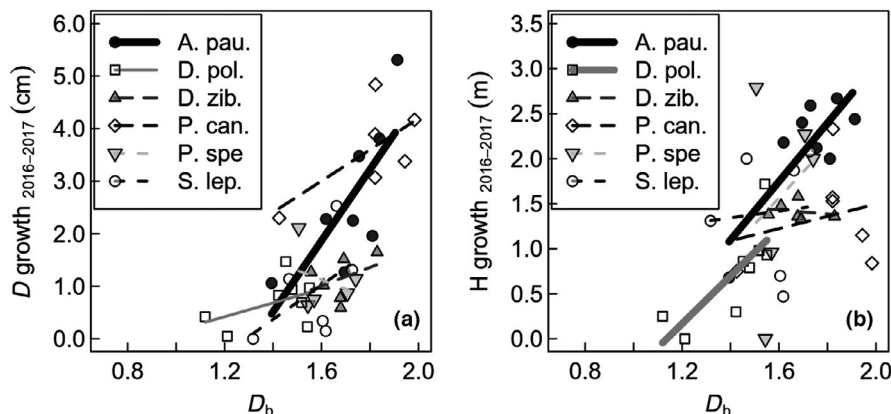 D growth 2016–2017 (cm)
6.0
5.0
4.0
3.0
2.0
1.0
0.0
A. pau.
D. pol.
D. zib.
P. can.
P. spe
S. lep.
(a)
0.8 1.2 1.6 2.0
Db
H growth 2016–2017 (m)
3.5
3.0
2.5
2.0
1.5
1.0
0.5
0.0
A. pau.
D. pol.
D. zib.
P. can.
P. spe
S. lep.
(b)
0.8 1.2 1.6 2.0
Db